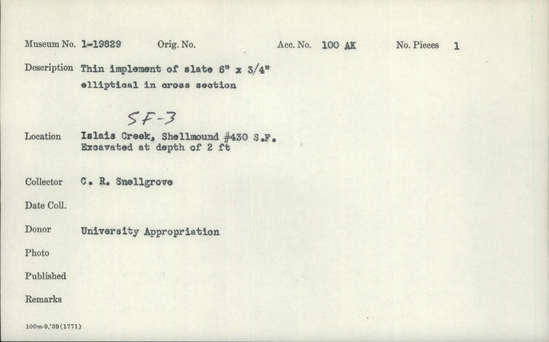 Museum No. 1-19829 Orig. No. Acc. No. 100 AK No. Pieces 1
Description Thin implement of slate 6" x 3/4"
elliptical in cross section
SF-3
Location Islais Creek, Shellmound #430 S.F.
Excavated at depth of 2 ft
Collector C. R. Snellgrove
Date Coll.
Donor University Appropriation
Photo
Published
Remarks
100m-9,'39(1771)